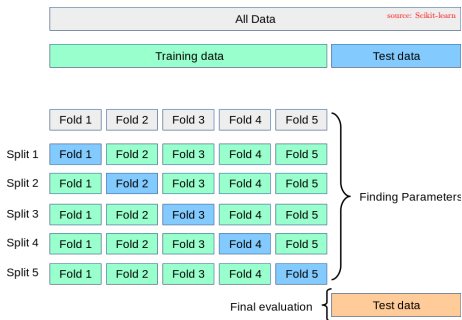 All Data
source: Scikit-learn
Training data
Test data
Fold 1 Fold 2 Fold 3 Fold 4 Fold 5
Split 1 Fold 1 Fold 2 Fold 3 Fold 4 Fold 5
Split 2 Fold 1 Fold 2 Fold 3 Fold 4 Fold 5
Finding Parameters
Split 3 Fold 1 Fold 2 Fold 3 Fold 4 Fold 5
Split 4 Fold 1 Fold 2 Fold 3 Fold 4 Fold 5
Split 5 Fold 1 Fold 2 Fold 3 Fold 4 Fold 5
Final evaluation
Test data